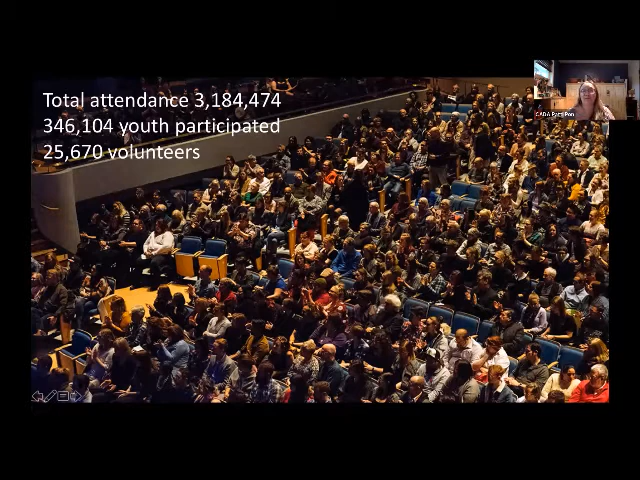 Total attendance 3,184,474
346,104 youth participated
25,670 volunteers